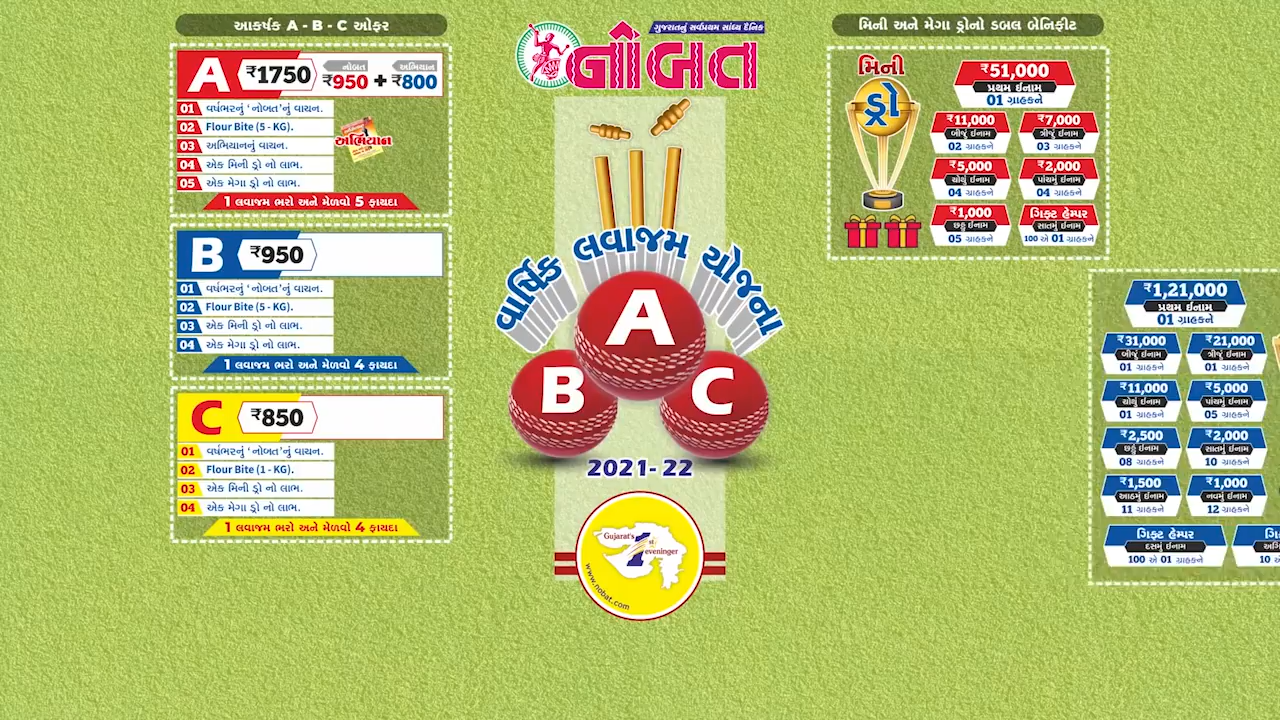 આકર્ષક A - B - C ઓફર
A ₹1750 નોબત ₹950 + અભિયાન ₹800
01 વર્ષભરનું 'નોબત'નું વાચન.
02 Flour Bite (5 - KG).
03 અભિયાનનું વાચન.
04 એક મિની ડ્રો નો લાભ.
05 એક મેગા ડ્રો નો લાભ.
અભિયાન
1 લવાજમ ભરો અને મેળવો 5 ફાયદા
B ₹950
01 વર્ષભરનું 'નોબત'નું વાચન.
02 Flour Bite (5 - KG).
03 એક મિની ડ્રો નો લાભ.
04 એક મેગા ડ્રો નો લાભ.
1 લવાજમ ભરો અને મેળવો 4 ફાયદા
C ₹850
01 વર્ષભરનું 'નોબત'નું વાચન.
02 Flour Bite (1 - KG).
03 એક મિની ડ્રો નો લાભ.
04 એક મેગા ડ્રો નો લાભ.
1 લવાજમ ભરો અને મેળવો 4 ફાયદા
ગુજરાતનું સર્વપ્રથમ સાંધ્ય દૈનિક
નોબત
વાર્ષિક લવાજમ યોજના
A
B C
2021- 22
Gujarat's 1st eveninger
www.nobat.com
મિની અને મેગા ડ્રોનો ડબલ બેનિફીટ
મિની
ડ્રો
₹51,000
પ્રથમ ઈનામ
01 ગ્રાહકને
₹11,000 ₹7,000
બીજું ઈનામ ત્રીજું ઈનામ
02 ગ્રાહકને 03 ગ્રાહકને
₹5,000 ₹2,000
ચોથું ઈનામ પાંચમું ઈનામ
04 ગ્રાહકને 04 ગ્રાહકને
₹1,000 ગિફ્ટ હેમ્પર
છઠ્ઠુ ઈનામ સાતમું ઈનામ
05 ગ્રાહકને 100 એ 01 ગ્રાહકને
₹1,21,000
પ્રથમ ઈનામ
01 ગ્રાહકને
₹31,000 ₹21,000
બીજું ઈનામ ત્રીજું ઈનામ
01 ગ્રાહકને 01 ગ્રાહકને
₹11,000 ₹5,000
ચોથું ઈનામ પાંચમું ઈનામ
01 ગ્રાહકને 05 ગ્રાહકને
₹2,500 ₹2,000
છઠ્ઠુ ઈનામ સાતમું ઈનામ
08 ગ્રાહકને 10 ગ્રાહકને
₹1,500 ₹1,000
આઠમું ઈનામ નવમું ઈનામ
11 ગ્રાહકને 12 ગ્રાહકને
ગિફ્ટ હેમ્પર
દસમું ઈનામ
100 એ 01 ગ્રાહકને 10